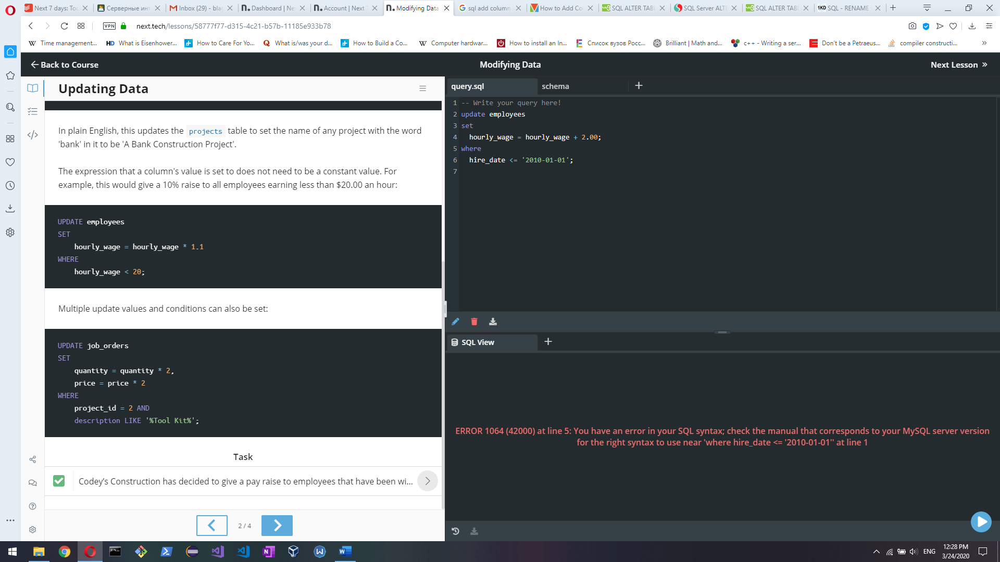 Next 7 days: Toc
Серверные инт
Inbox (29) - bla
Dashboard | Ne
Account | Next T
Modifying Data
sql add column
How to Add Co
SQL ALTER TABL
SQL Server ALTE
SQL ALTER TABL
1KD SQL - RENAME
VPN
next.tech/lessons/58777f77-d315-4c21-b57b-11185e933b78
W Time management...
HD What is Eisenhower...
How to Care For Yo...
What is/was your d...
How to Build a Co...
W Computer hardwar...
How to install an In...
Список вузов Росс...
Brilliant | Math and...
c++ - Writing a ser...
Don't be a Petraeus...
compiler constructi...
Back to Course
Modifying Data
Next Lesson
Updating Data
In plain English, this updates the projects table to set the name of any project with the word
'bank' in it to be 'A Bank Construction Project'.
The expression that a column's value is set to does not need to be a constant value. For
example, this would give a 10% raise to all employees earning less than $20.00 an hour:
UPDATE employees
SET
hourly_wage = hourly_wage * 1.1
WHERE
hourly_wage < 20;
Multiple update values and conditions can also be set:
UPDATE job_orders
SET
quantity = quantity * 2,
price = price * 2
WHERE
project_id = 2 AND
description LIKE '%Tool Kit%';
Task
Codey’s Construction has decided to give a pay raise to employees that have been wi...
2 / 4
query.sql
schema
1 -- Write your query here!
2 update employees
3 set
4 hourly_wage = hourly_wage + 2.00;
5 where
6 hire_date <= '2010-01-01';
7
SQL View
ERROR 1064 (42000) at line 5: You have an error in your SQL syntax; check the manual that corresponds to your MySQL server version
for the right syntax to use near 'where hire_date <= '2010-01-01'' at line 1
ENG
12:28 PM
3/24/2020